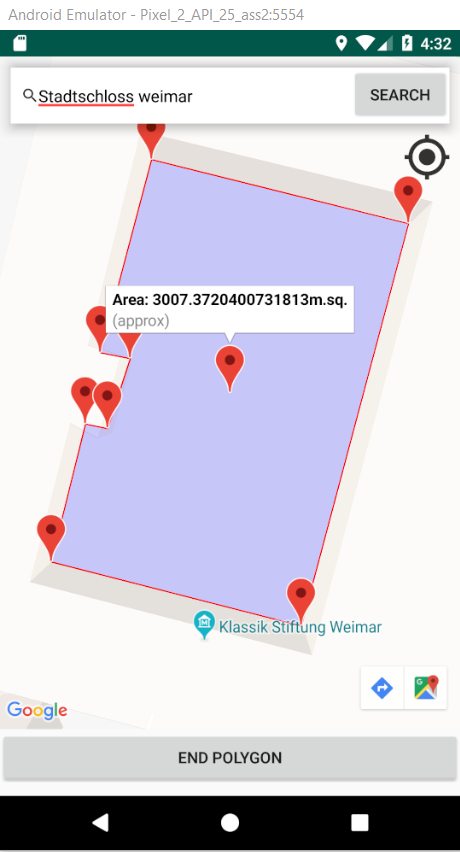 Android Emulator - Pixel_2_API_25_ass2:5554
4:32
Stadtschloss weimar
SEARCH
Area: 3007.3720400731813m.sq.
(approx)
Klassik Stiftung Weimar
G
Google
END POLYGON